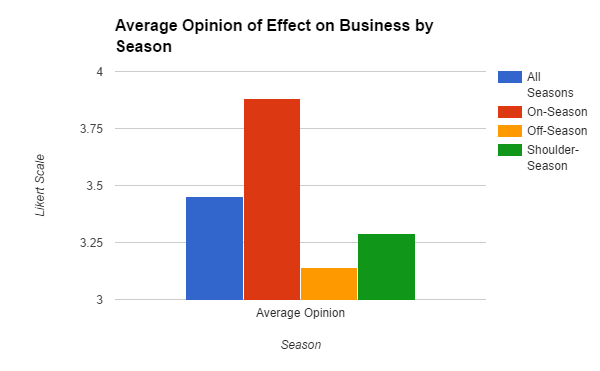 Average Opinion of Effect on Business by
Season
4
3.75
3.5
3.25
3
Likert Scale
Average Opinion
Season
All
Seasons
On-Season
Off-Season
Shoulder-
Season